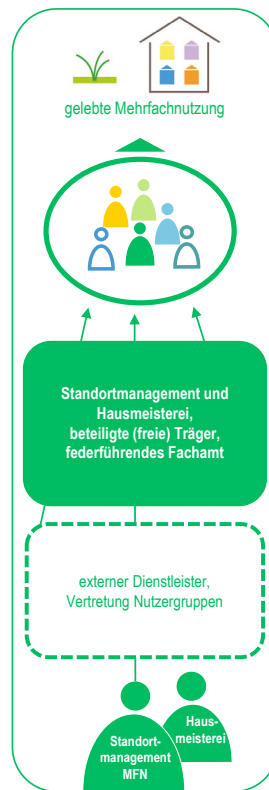 gelebte Mehrfachnutzung
Standortmanagement und
Hausmeisterei,
beteiligte (freie) Träger,
federführendes Fachamt
externer Dienstleister,
Vertretung Nutzergruppen
Haus-
meisterei
Standort-
management
MFN